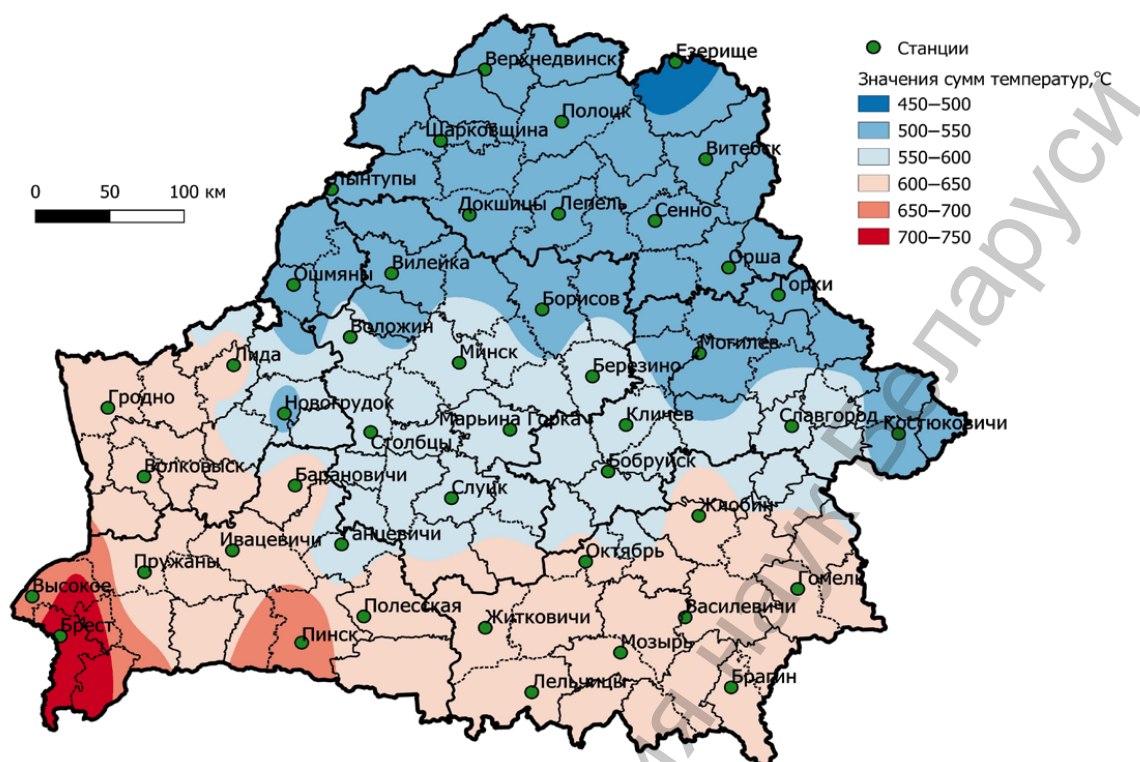 Езерище
Станции
Верхнедвинск
Значения сумм температур,°C
450–500
Полоцк
500–550
Шарковщина
Витебск
550–600
Лынтупы
600–650
0 50 100 км
Докшицы
Лепель
Сенно
650–700
700–750
Орша
Вилейка
Ошмяны
Горки
Борисов
Воложин
Могилев
Минск
Лида
Березино
Гродно
Новогрудок
Марьина Горка
Кличев
Славгород
Костюковичи
Столбцы
Волковыск
Барановичи
Бобруйск
Слуцк
Жлобин
Ивацевичи
Ганцевичи
Октябрь
Пружаны
Гомель
Высокое
Полесская
Житковичи
Василевичи
Брест
Пинск
Мозырь
Лельчицы
Брагин
наук Беларуси